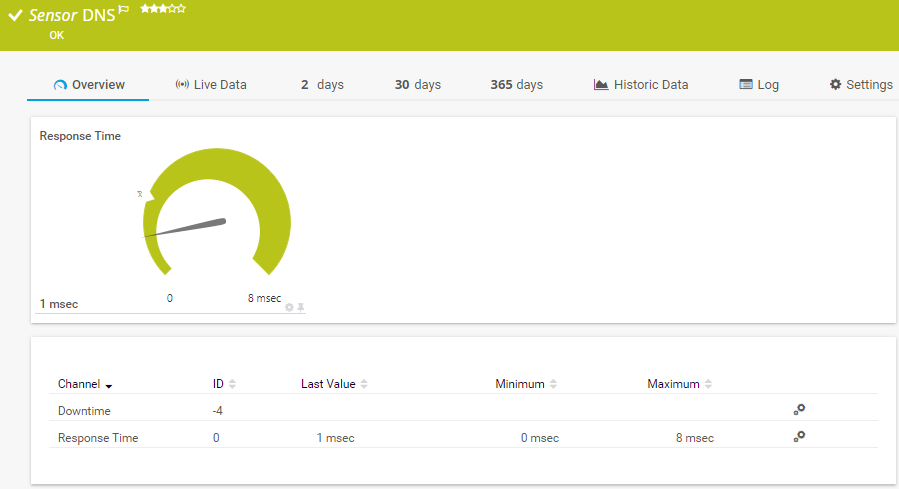 Sensor DNS
OK
Overview Live Data 2 days 30 days 365 days Historic Data Log Settings
Response Time
x̄
0 8 msec
1 msec
Channel ID Last Value Minimum Maximum
Downtime -4
Response Time 0 1 msec 0 msec 8 msec